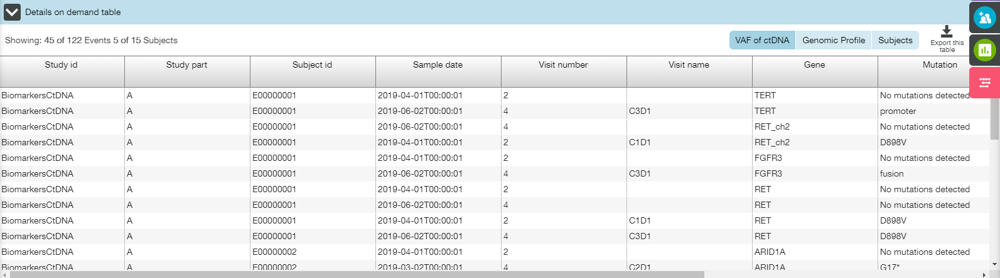 Details on demand table
Showing: 45 of 122 Events 5 of 15 Subjects
VAF of ctDNA Genomic Profile Subjects
Export this
table
Study id Study part Subject id Sample date Visit number Visit name Gene Mutation
BiomarkersCtDNA A E00000001 2019-04-01T00:00:01 2 TERT No mutations detected
BiomarkersCtDNA A E00000001 2019-06-02T00:00:01 4 C3D1 TERT promoter
BiomarkersCtDNA A E00000001 2019-06-02T00:00:01 4 RET_ch2 No mutations detected
BiomarkersCtDNA A E00000001 2019-04-01T00:00:01 2 C1D1 RET_ch2 D898V
BiomarkersCtDNA A E00000001 2019-04-01T00:00:01 2 FGFR3 No mutations detected
BiomarkersCtDNA A E00000001 2019-06-02T00:00:01 4 C3D1 FGFR3 fusion
BiomarkersCtDNA A E00000001 2019-04-01T00:00:01 2 RET No mutations detected
BiomarkersCtDNA A E00000001 2019-06-02T00:00:01 4 RET No mutations detected
BiomarkersCtDNA A E00000001 2019-04-01T00:00:01 2 C1D1 RET D898V
BiomarkersCtDNA A E00000001 2019-06-02T00:00:01 4 C3D1 RET D898V
BiomarkersCtDNA A E00000002 2019-04-01T00:00:01 2 ARID1A No mutations detected
BiomarkersCtDNA A E00000002 2019-03-02T00:00:01 4 C2D1 ARID1A G17*